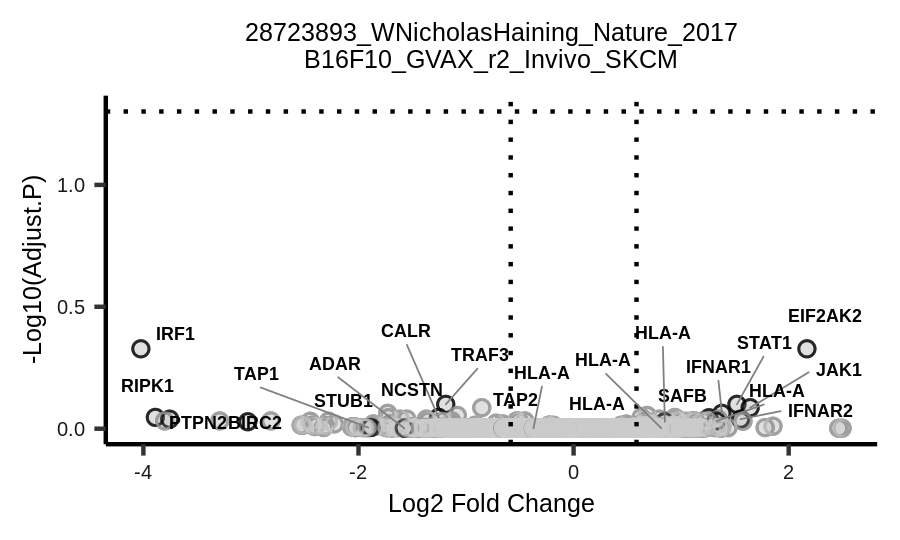 28723893_WNicholasHaining_Nature_2017
B16F10_GVAX_r2_Invivo_SKCM
-Log10(Adjust.P)
1.0
0.5
0.0
EIF2AK2
IRF1
CALR
HLA-A
STAT1
TRAF3
HLA-A
ADAR
IFNAR1
JAK1
TAP1
HLA-A
RIPK1
NCSTN
HLA-A
SAFB
STUB1
TAP2
HLA-A
IFNAR2
PTPN2
BIRC2
-4
-2
0
2
Log2 Fold Change